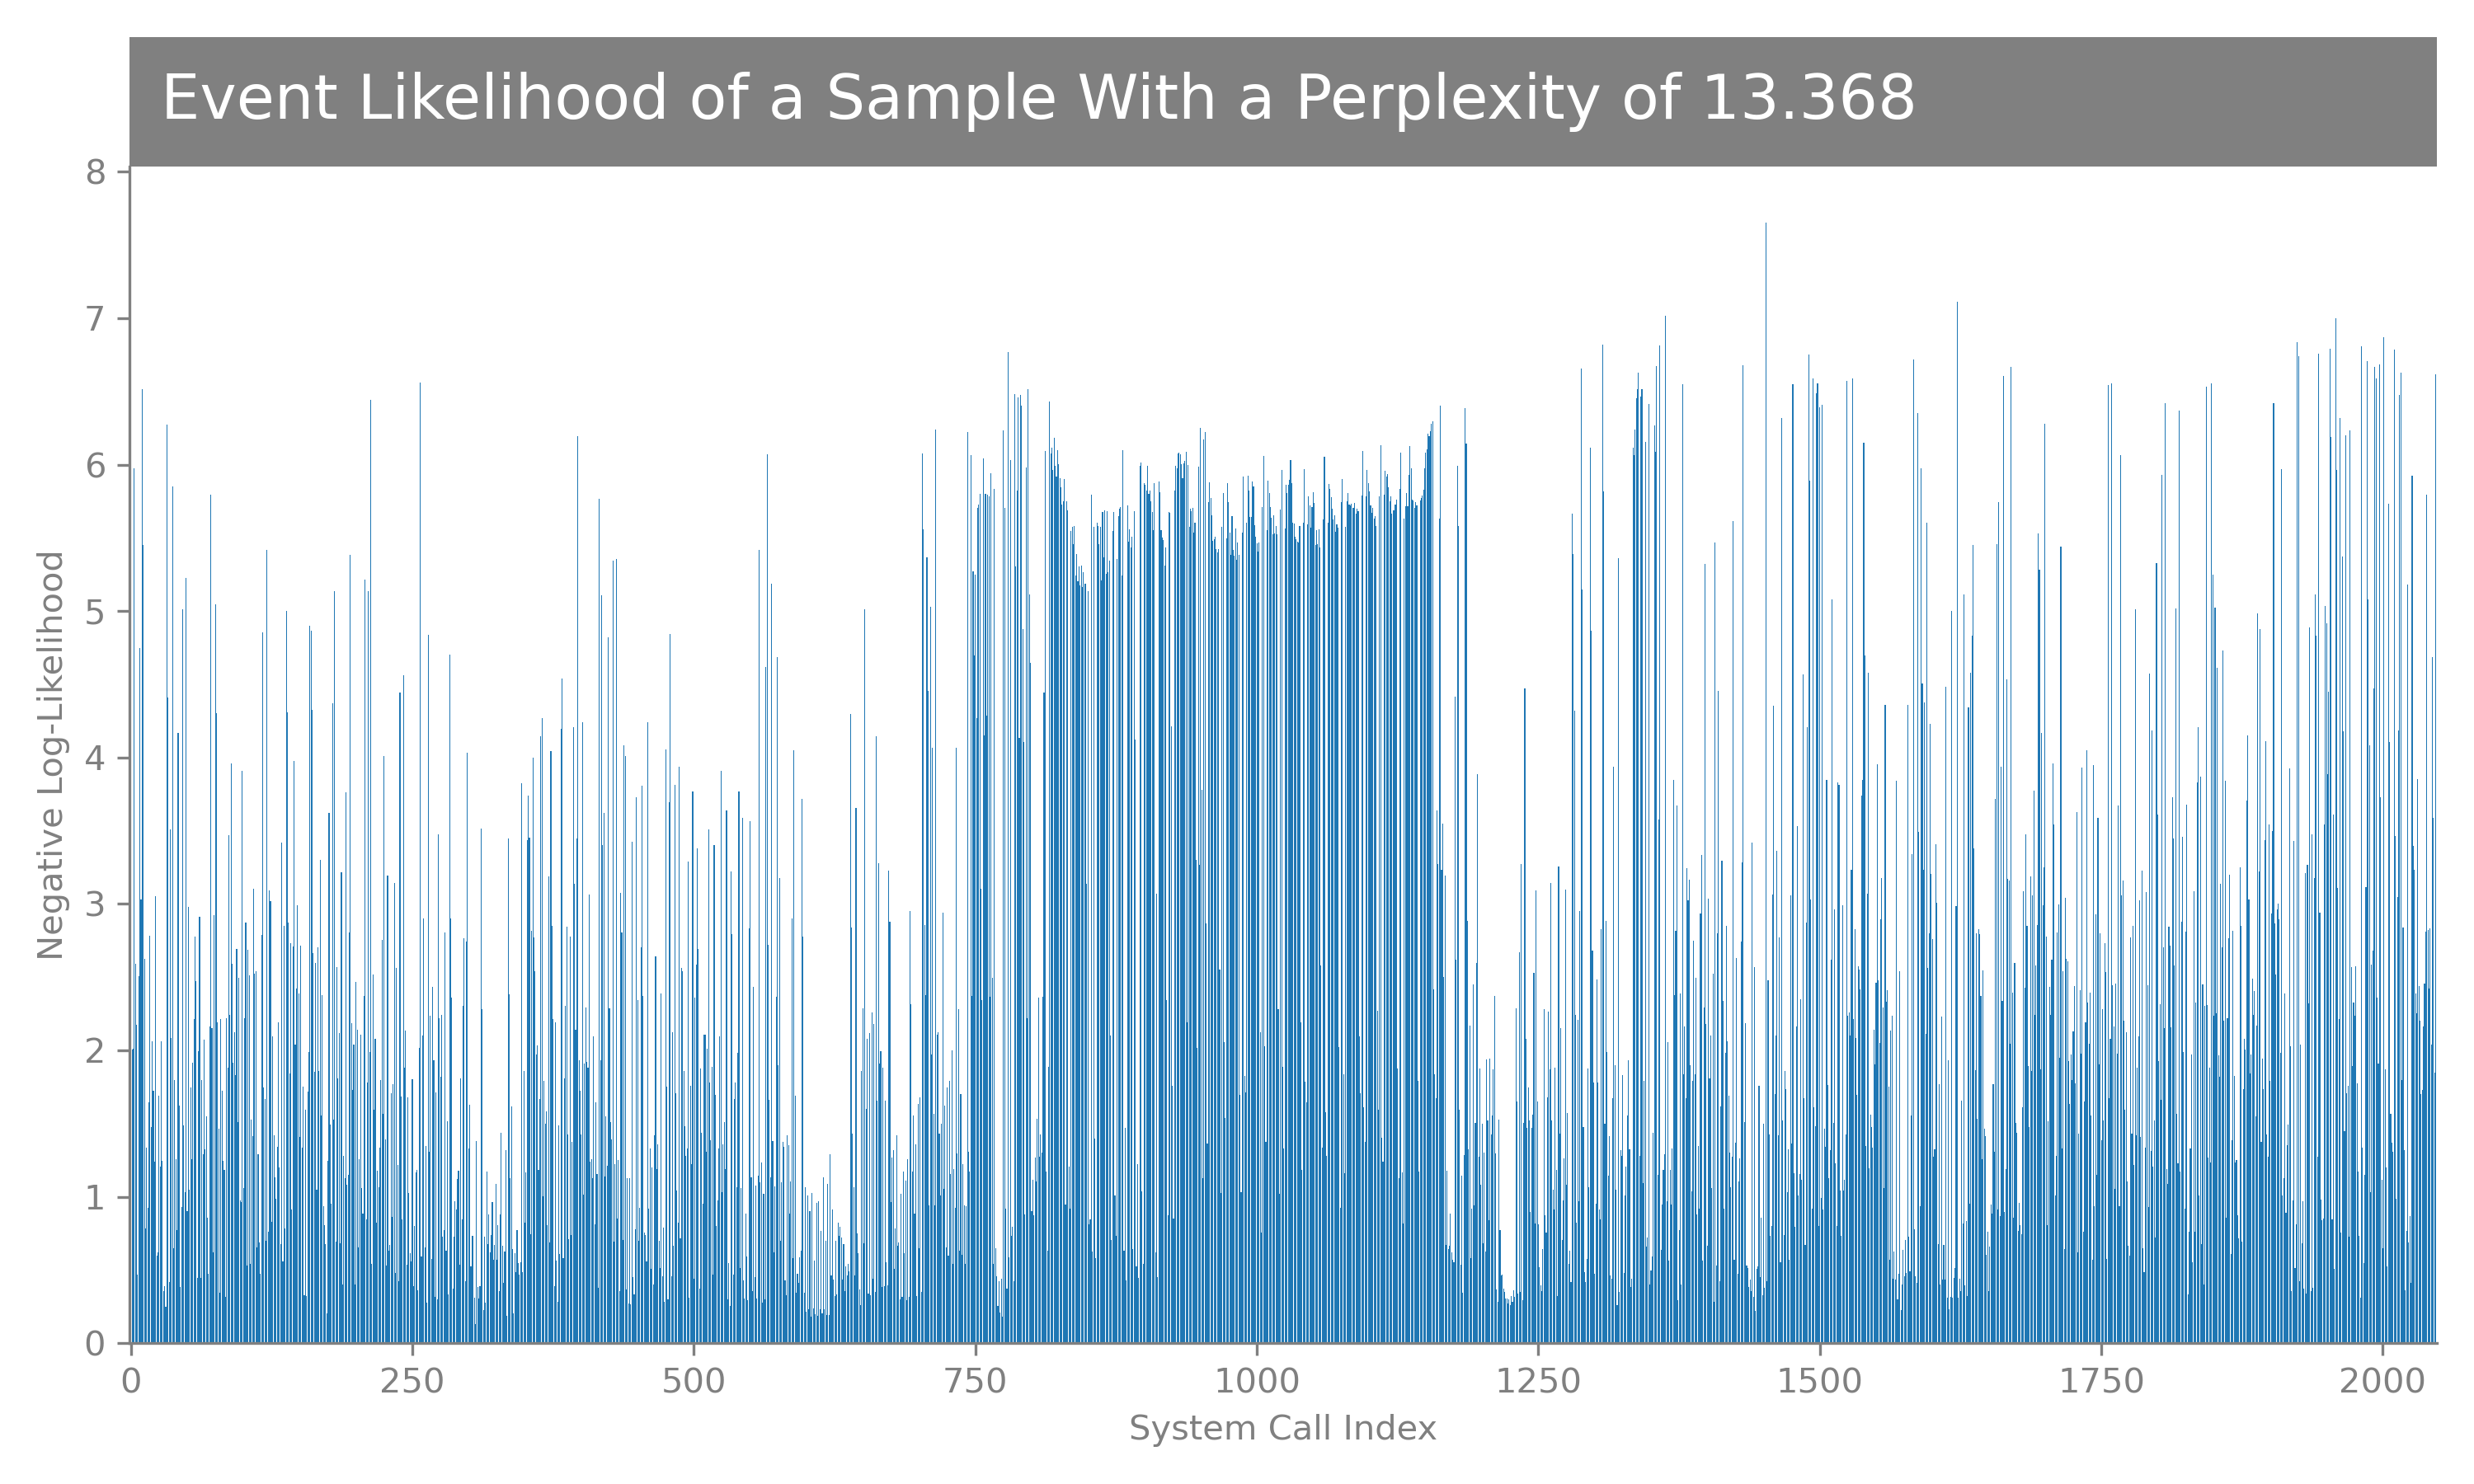 Event Likelihood of a Sample With a Perplexity of 13.368
8
7
6
5
4
3
2
1
0
Negative Log-Likelihood
0 250 500 750 1000 1250 1500 1750 2000
System Call Index